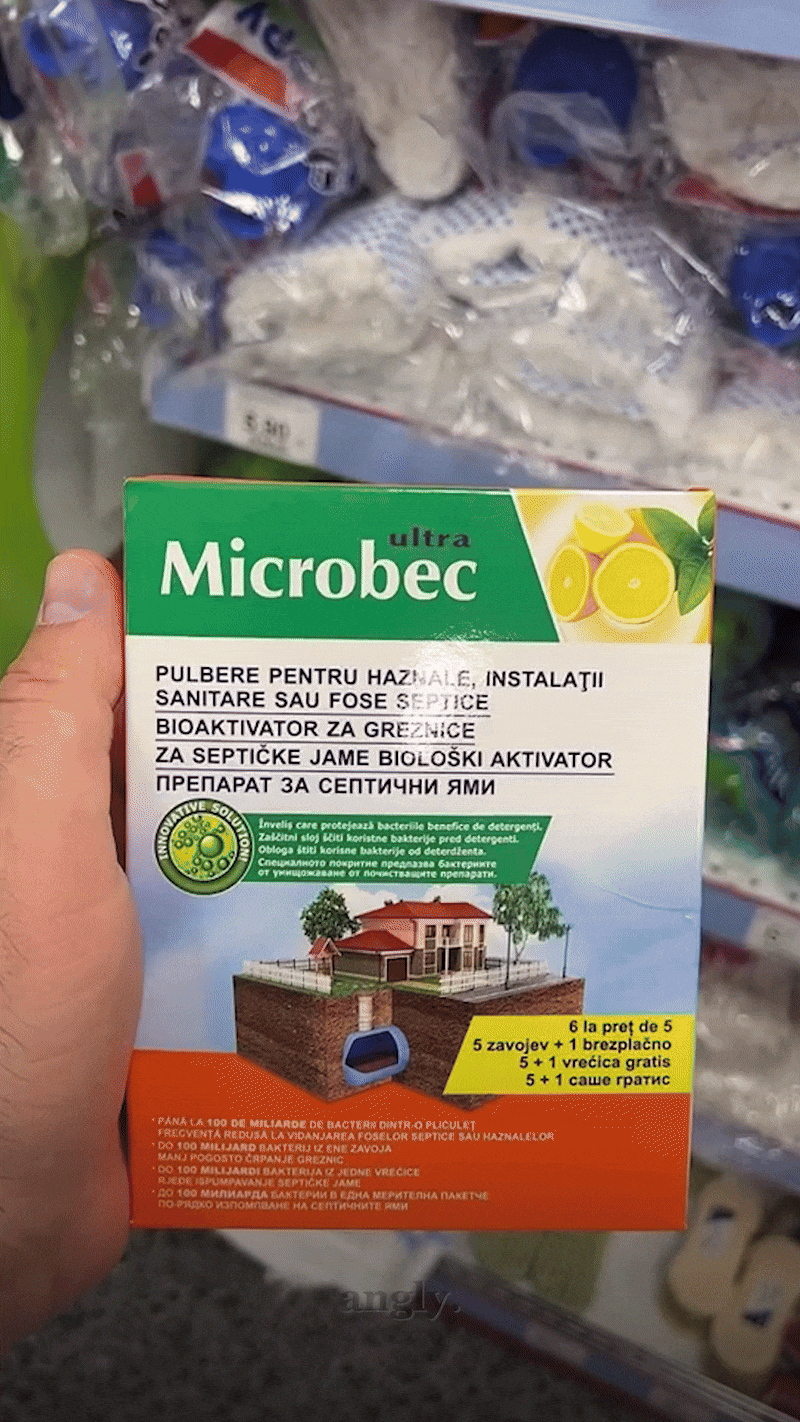 ultra
Microbec
PULBERE PENTRU HAZNALE, INSTALAŢII
SANITARE SAU FOSE SEPTICE
BIOAKTIVATOR ZA GREZNICE
ZA SEPTIČKE JAME BIOLOŠKI AKTIVATOR
ПРЕПАРАТ ЗА СЕПТИЧНИ ЯМИ
INNOVATIVE SOLUTION!
Înveliş care protejează bacteriile benefice de detergenţi.
Zaščitni sloj ščiti koristne bakterije pred detergenti.
Obloga štiti korisne bakterije od deterdženta.
Специалното покритие предпазва бактериите
от унищожаване от почистващите препарати.
6 la preţ de 5
5 zavojev + 1 brezplačno
5 + 1 vrećica gratis
5 + 1 саше гратис
* PÂNĂ LA 100 DE MILIARDE DE BACTERII DINTR-O PLICULEŢ
FRECVENŢĂ REDUSĂ LA VIDANJAREA FOSELOR SEPTICE SAU HAZNALELOR
* DO 100 MILIJARD BAKTERIJ IZ ENE ZAVOJA
MANJ POGOSTO ČRPANJE GREZNIC
* DO 100 MILIJARDI BAKTERIJA IZ JEDNE VREĆICE
RJEĐE ISPUMPAVANJE SEPTIČKE JAME
* ДО 100 МИЛИАРДА БАКТЕРИИ В ЕДНА МЕРИТЕЛНА ПАКЕТЧЕ
ПО-РЯДКО ИЗПОМПВАНЕ НА СЕПТИЧНИТЕ ЯМИ
angly.